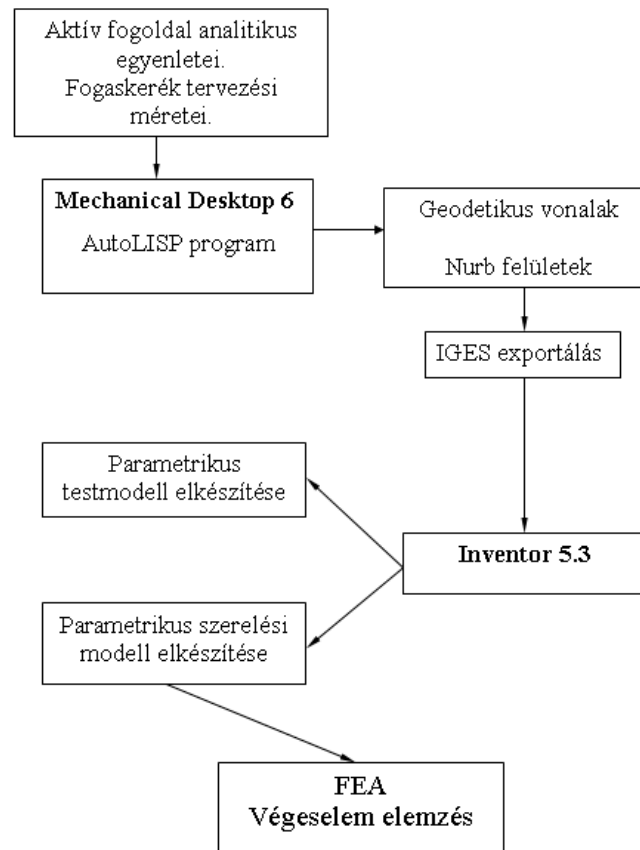 Aktív fogoldal analitikus
egyenletei.
Fogaskerék tervezési
méretei.
Mechanical Desktop 6
AutoLISP program
Geodetikus vonalak
Nurb felületek
IGES exportálás
Parametrikus
testmodell elkészítése
Inventor 5.3
Parametrikus szerelési
modell elkészítése
FEA
Végeselem elemzés